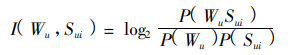 I( W_u , S_ui ) = log_2 P( W_u S_ui ) / P( W_u ) P( S_ui )